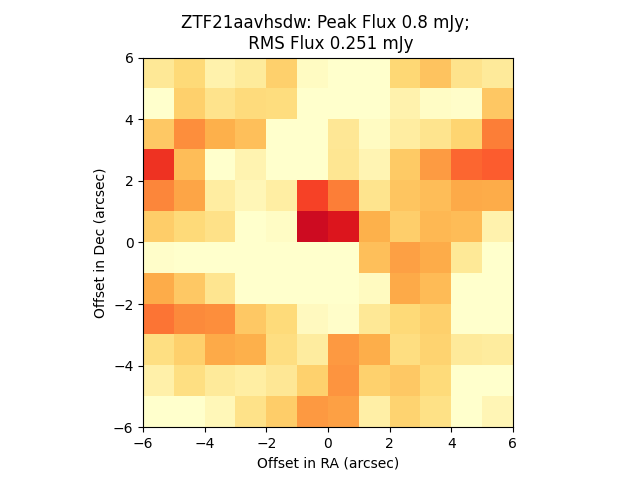 ZTF21aavhsdw: Peak Flux 0.8 mJy;
RMS Flux 0.251 mJy
6
4
2
0
−2
−4
−6
Offset in Dec (arcsec)
−6 −4 −2 0 2 4 6
Offset in RA (arcsec)